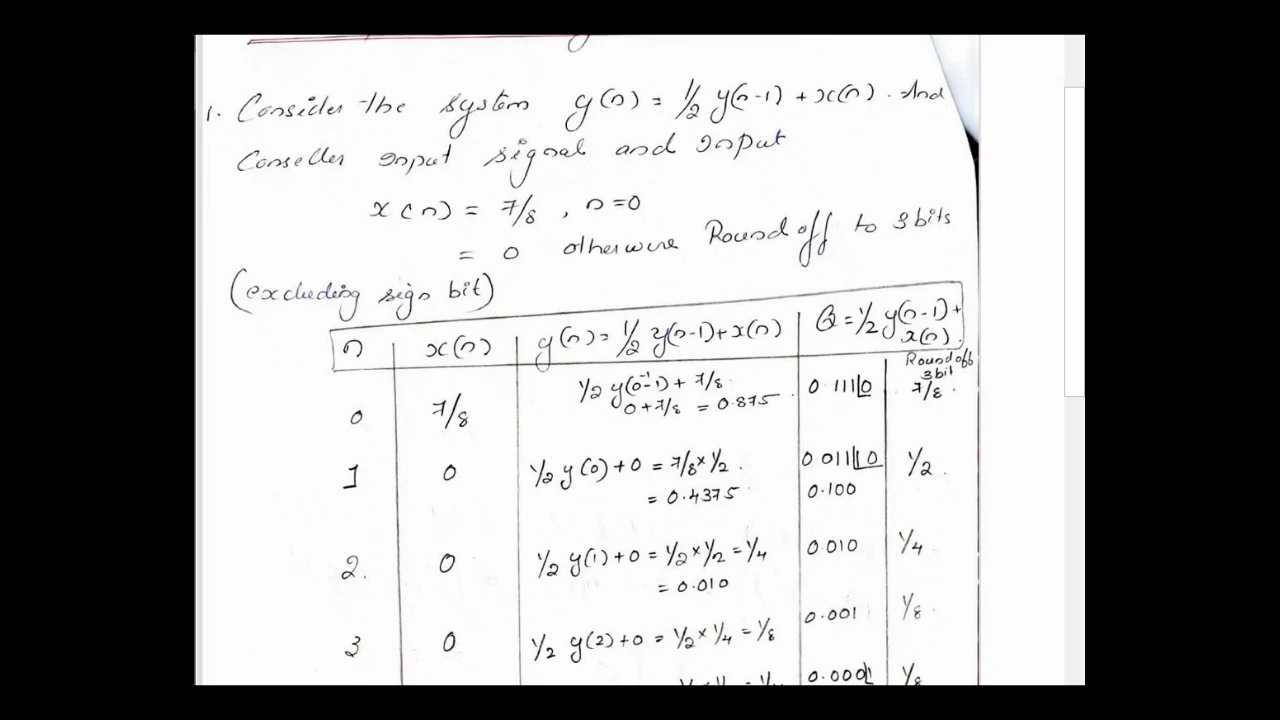 1. Consider the system y(n) = 1/2 y(n-1) + x(n). And
Conseder input signal and input
x(n) = 7/8 , n=0
= 0 otherwise Round off to 3 bits
(excluding sign bit)
n | x(n) | y(n) = 1/2 y(n-1) + x(n) | Q = 1/2 y(n-1) + x(n)
Round off 3 bit
0 | 7/8 | 1/2 y(0-1) + 7/8 | 0.111|0 | 7/8
0 + 7/8 = 0.875
1 | 0 | 1/2 y(0) + 0 = 7/8 × 1/2 | 0.011|10 | 1/2
= 0.4375 | 0.100
2. | 0 | 1/2 y(1) + 0 = 1/2 × 1/2 = 1/4 | 0.010 | 1/4
= 0.010
3 | 0 | 1/2 y(2) + 0 = 1/2 × 1/4 = 1/8 | 0.001 | 1/8
0.000 | 1/8